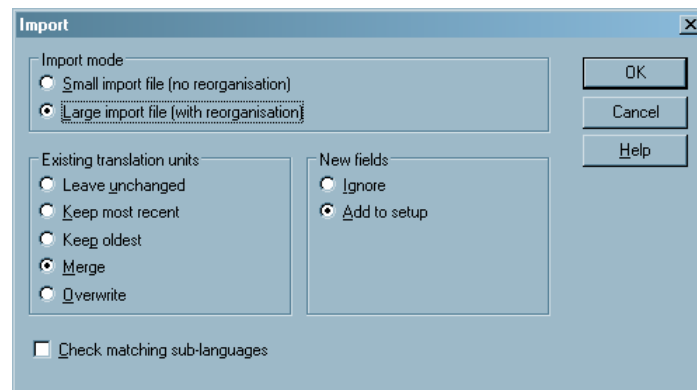 Import
Import mode
Small import file (no reorganisation)
Large import file (with reorganisation)
OK
Cancel
Help
Existing translation units
Leave unchanged
Keep most recent
Keep oldest
Merge
Overwrite
New fields
Ignore
Add to setup
Check matching sub-languages